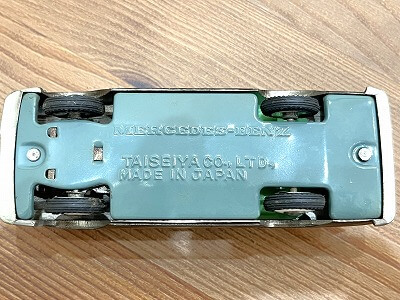 MERCEDES-BENZ
TAISEIYA CO., LTD.,
MADE IN JAPAN